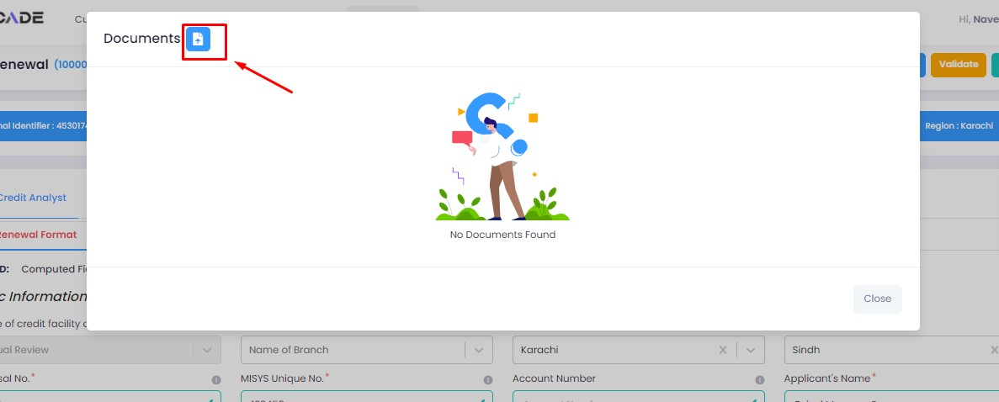 CADE Cu Hi, Nave
Documents
enewal (10000 Validate
nal Identifier : 4530174 Region : Karachi
Credit Analyst
No Documents Found
Renewal Format
D: Computed Fi
c Information
Close
e of credit facility
ual Review Name of Branch Karachi Sindh
sal No.* MISYS Unique No.* Account Number Applicant's Name*